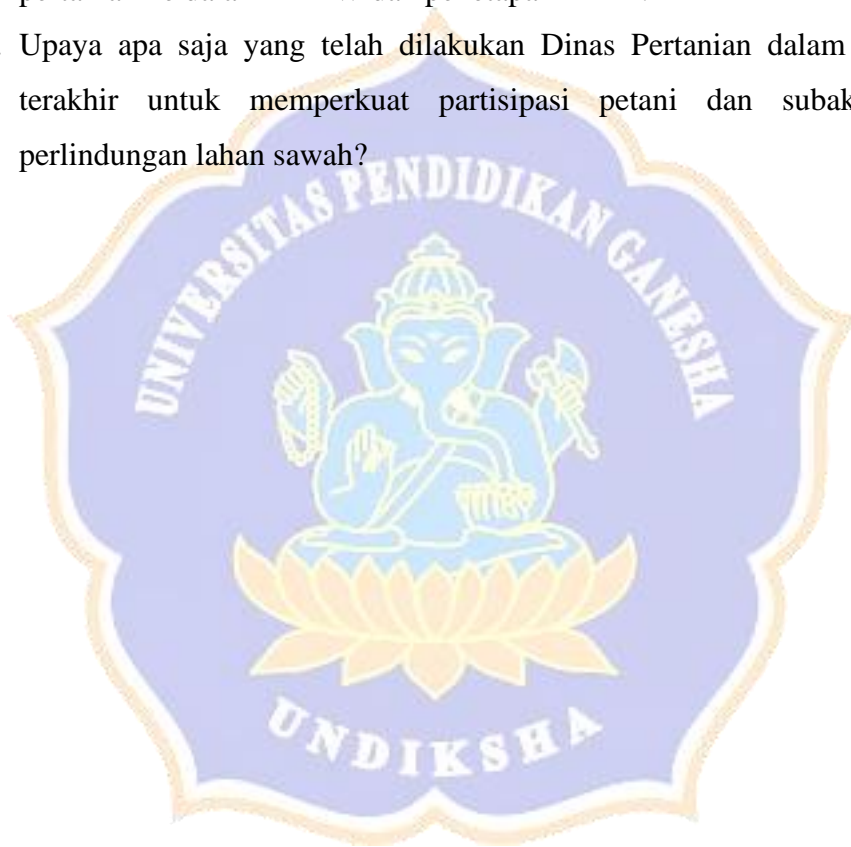 Upaya apa saja yang telah dilakukan Dinas Pertanian dalam
terakhir untuk memperkuat partisipasi petani dan subak
perlindungan lahan sawah?
UNIVERSITAS PENDIDIKAN GANESHA
UNDIKSHA